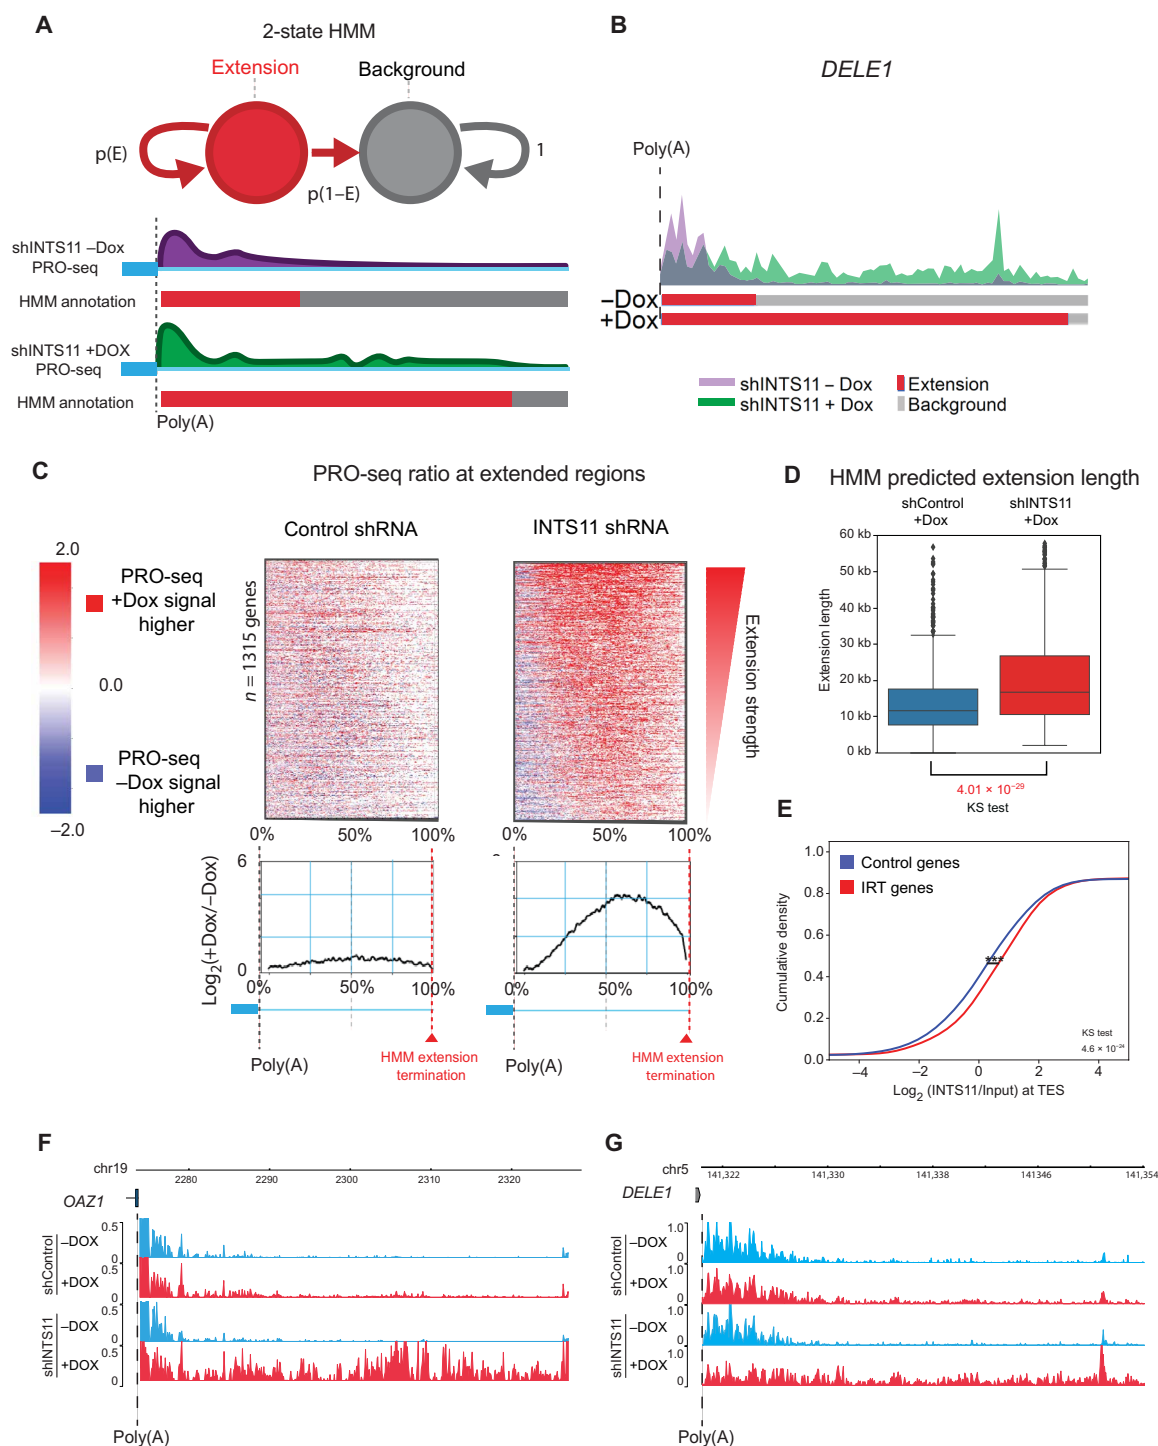 A
2-state HMM
Extension
Background
p(E)
p(1–E)
1
shINTS11 –Dox
PRO-seq
HMM annotation
shINTS11 +DOX
PRO-seq
HMM annotation
Poly(A)
B
DELE1
Poly(A)
–Dox
+Dox
shINTS11 – Dox
shINTS11 + Dox
Extension
Background
C
PRO-seq ratio at extended regions
Control shRNA
INTS11 shRNA
2.0
PRO-seq
+Dox signal
higher
0.0
PRO-seq
–Dox signal
higher
–2.0
n = 1315 genes
Extension strength
0% 50% 100%
0% 50% 100%
Log2(+Dox/–Dox)
6
0
0% 50% 100%
0% 50% 100%
Poly(A)
HMM extension
termination
Poly(A)
HMM extension
termination
D
HMM predicted extension length
shControl
+Dox
shINTS11
+Dox
Extension length
60 kb
50 kb
40 kb
30 kb
20 kb
10 kb
0 kb
4.01 × 10⁻²⁹
KS test
E
Cumulative density
1.0
0.8
0.6
0.4
0.2
0.0
Control genes
IRT genes
***
KS test
4.6 × 10⁻²⁴
–4 –2 0 2 4
Log2 (INTS11/Input) at TES
F
chr19
2280 2290 2300 2310 2320
OAZ1
shControl
–DOX
0.5
0
+DOX
0.5
0
shINTS11
–DOX
0.5
0
+DOX
0.5
0
Poly(A)
G
chr5
141,322 141,330 141,338 141346 141,354
DELE1
shControl
–DOX
1.0
0
+DOX
1.0
0
shINTS11
–DOX
1.0
0
+DOX
1.0
0
Poly(A)